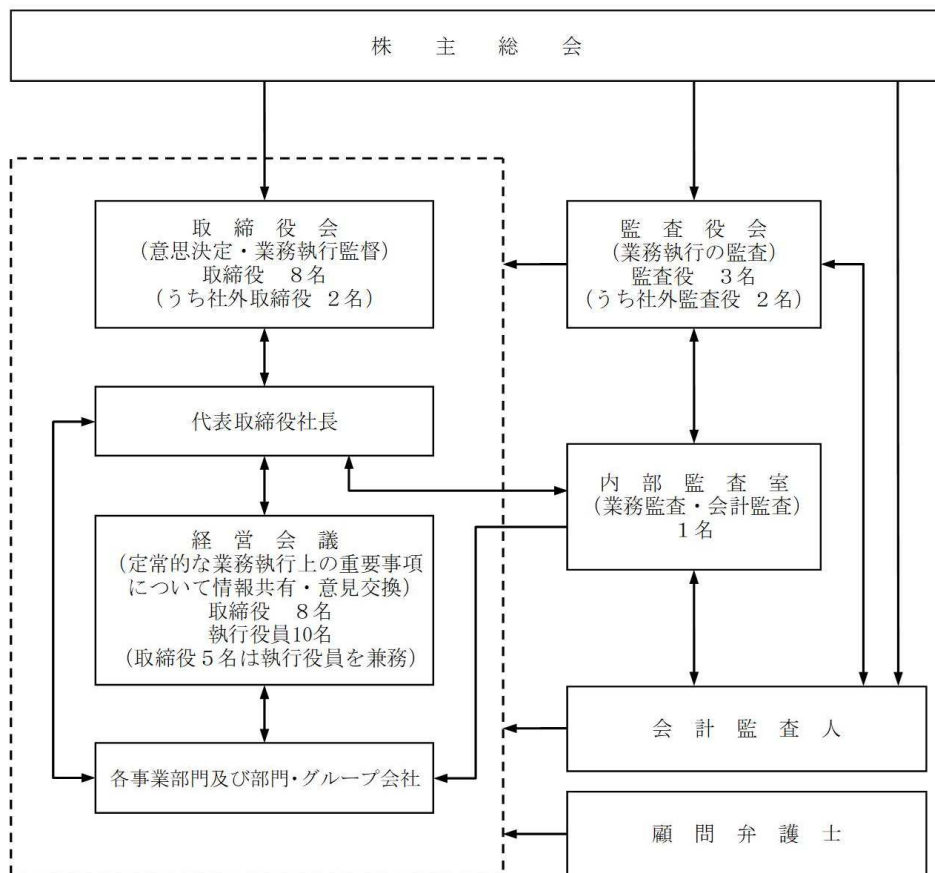 株主総会
取締役会
(意思決定・業務執行監督)
取締役 8名
(うち社外取締役 2名)
監査役会
(業務執行の監査)
監査役 3名
(うち社外監査役 2名)
代表取締役社長
内部監査室
(業務監査・会計監査)
1名
経営会議
(定常的な業務執行上の重要事項
について情報共有・意見交換)
取締役 8名
執行役員10名
(取締役5名は執行役員を兼務)
会計監査人
各事業部門及び部門・グループ会社
顧問弁護士